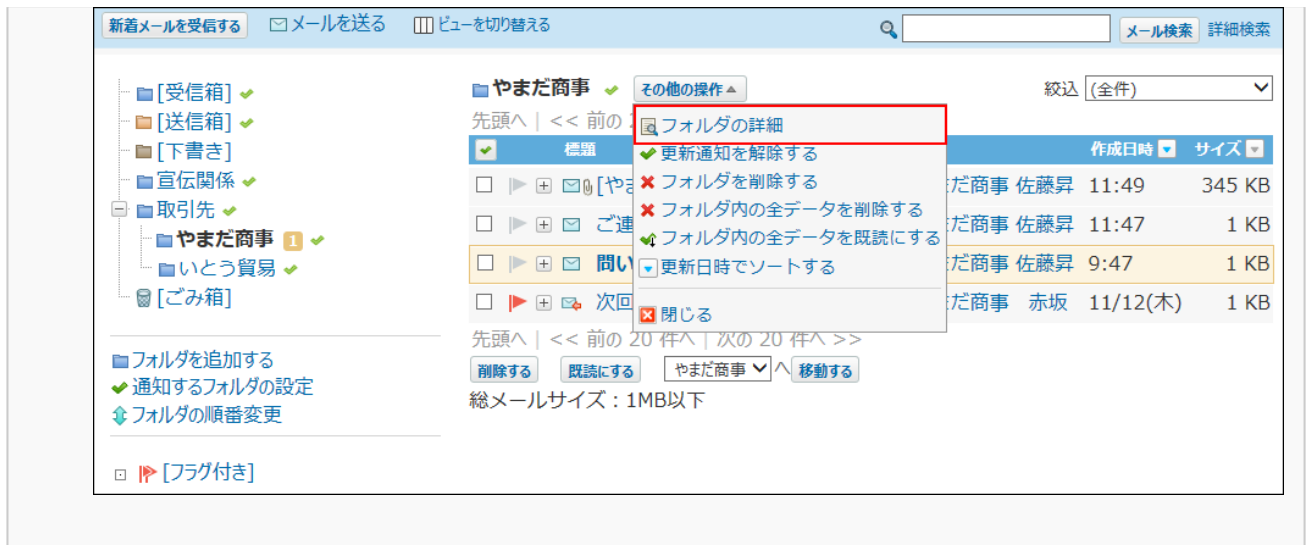 新着メールを受信する メールを送る ビューを切り替える メール検索 詳細検索
[受信箱]
[送信箱]
[下書き]
宣伝関係
取引先
やまだ商事 1
いとう貿易
[ごみ箱]
フォルダを追加する
通知するフォルダの設定
フォルダの順番変更
[フラグ付き]
やまだ商事 その他の操作 絞込 (全件)
先頭へ | << 前の
フォルダの詳細
更新通知を解除する
フォルダを削除する
フォルダ内の全データを削除する
フォルダ内の全データを既読にする
更新日時でソートする
閉じる
標題 作成日時 サイズ
[やま だ商事 佐藤昇 11:49 345 KB
ご連 だ商事 佐藤昇 11:47 1 KB
問い だ商事 佐藤昇 9:47 1 KB
次回 だ商事 赤坂 11/12(木) 1 KB
先頭へ | << 前の 20 件へ | 次の 20 件へ >>
削除する 既読にする やまだ商事 へ 移動する
総メールサイズ：1MB以下